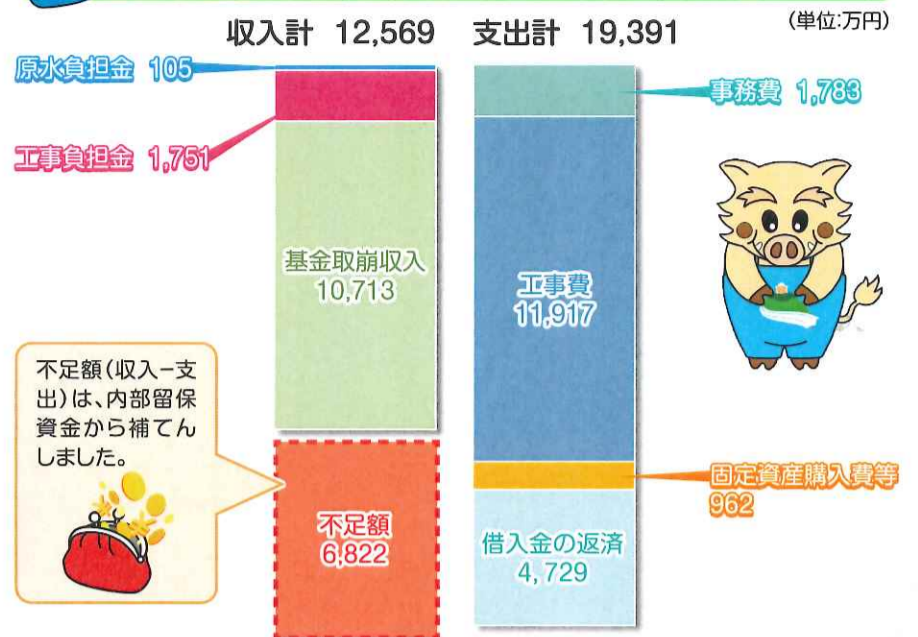 (単位:万円)
収入計 12,569
支出計 19,391
原水負担金 105
工事負担金 1,751
基金取崩収入
10,713
不足額(収入−支
出)は、内部留保
資金から補てん
しました。
不足額
6,822
事務費 1,783
工事費
11,917
固定資産購入費等
962
借入金の返済
4,729